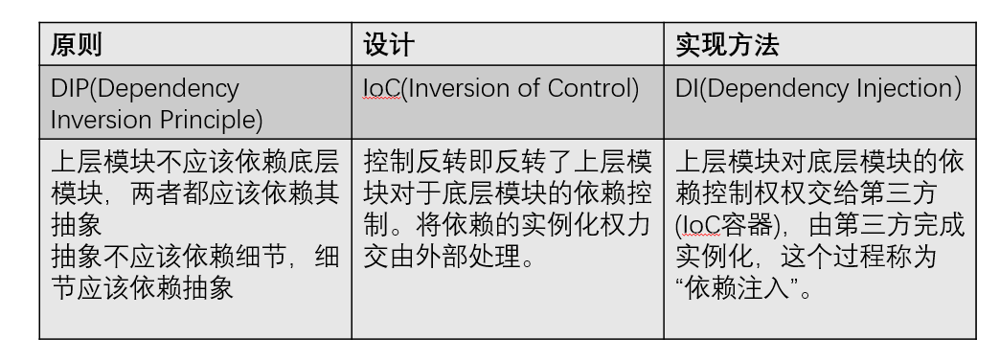 原则
设计
实现方法
DIP(Dependency
Inversion Principle)
IoC(Inversion of Control)
DI(Dependency Injection）
上层模块不应该依赖底层
模块，两者都应该依赖其
抽象
抽象不应该依赖细节，细
节应该依赖抽象
控制反转即反转了上层模
块对于底层模块的依赖控
制。将依赖的实例化权力
交由外部处理。
上层模块对底层模块的依
赖控制权权交给第三方
(IoC容器)，由第三方完成
实例化，这个过程称为
“依赖注入”。